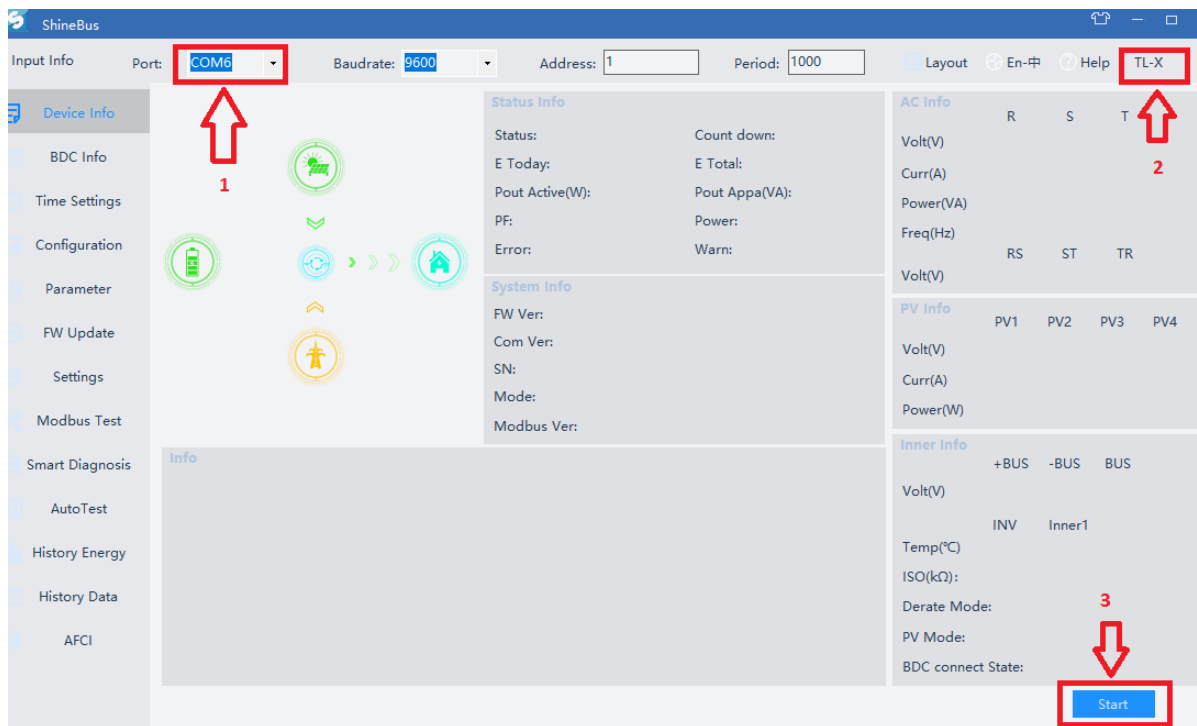 ShineBus
Input Info Port: COM6 Baudrate: 9600 Address: 1 Period: 1000 Layout En-中 Help TL-X
1
2
Device Info
BDC Info
Time Settings
Configuration
Parameter
FW Update
Settings
Modbus Test
Smart Diagnosis
AutoTest
History Energy
History Data
AFCI
Status Info
Status: Count down:
E Today: E Total:
Pout Active(W): Pout Appa(VA):
PF: Power:
Error: Warn:
System Info
FW Ver:
Com Ver:
SN:
Mode:
Modbus Ver:
Info
AC Info
R S T
Volt(V)
Curr(A)
Power(VA)
Freq(Hz)
RS ST TR
Volt(V)
PV Info
PV1 PV2 PV3 PV4
Volt(V)
Curr(A)
Power(W)
Inner Info
+BUS -BUS BUS
Volt(V)
INV Inner1
Temp(℃)
ISO(kΩ):
Derate Mode:
PV Mode:
BDC connect State:
3
Start